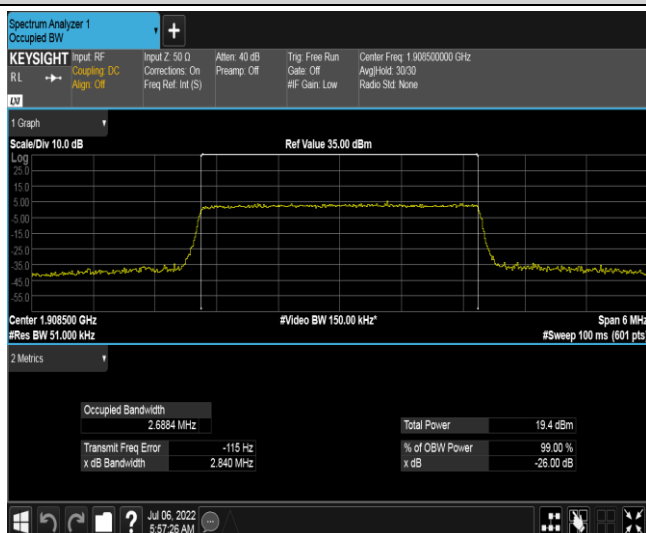 Spectrum Analyzer 1
Occupied BW
+
KEYSIGHT
RL
LXI
Input: RF
Coupling: DC
Align: Off
Input Z: 50 Ω
Corrections: On
Freq Ref: Int (S)
Atten: 40 dB
Preamp: Off
Trig: Free Run
Gate: Off
#IF Gain: Low
Center Freq: 1.908500000 GHz
Avg|Hold: 30/30
Radio Std: None
1 Graph
Scale/Div 10.0 dB
Ref Value 35.00 dBm
Log
25.0
15.0
5.00
-5.00
-15.0
-25.0
-35.0
-45.0
-55.0
Center 1.908500 GHz
#Video BW 150.00 kHz*
Span 6 MHz
#Res BW 51.000 kHz
#Sweep 100 ms (601 pts)
2 Metrics
Occupied Bandwidth
2.6884 MHz
Total Power 19.4 dBm
Transmit Freq Error -115 Hz
% of OBW Power 99.00 %
x dB Bandwidth 2.840 MHz
x dB -26.00 dB
?
Jul 06, 2022
5:57:26 AM